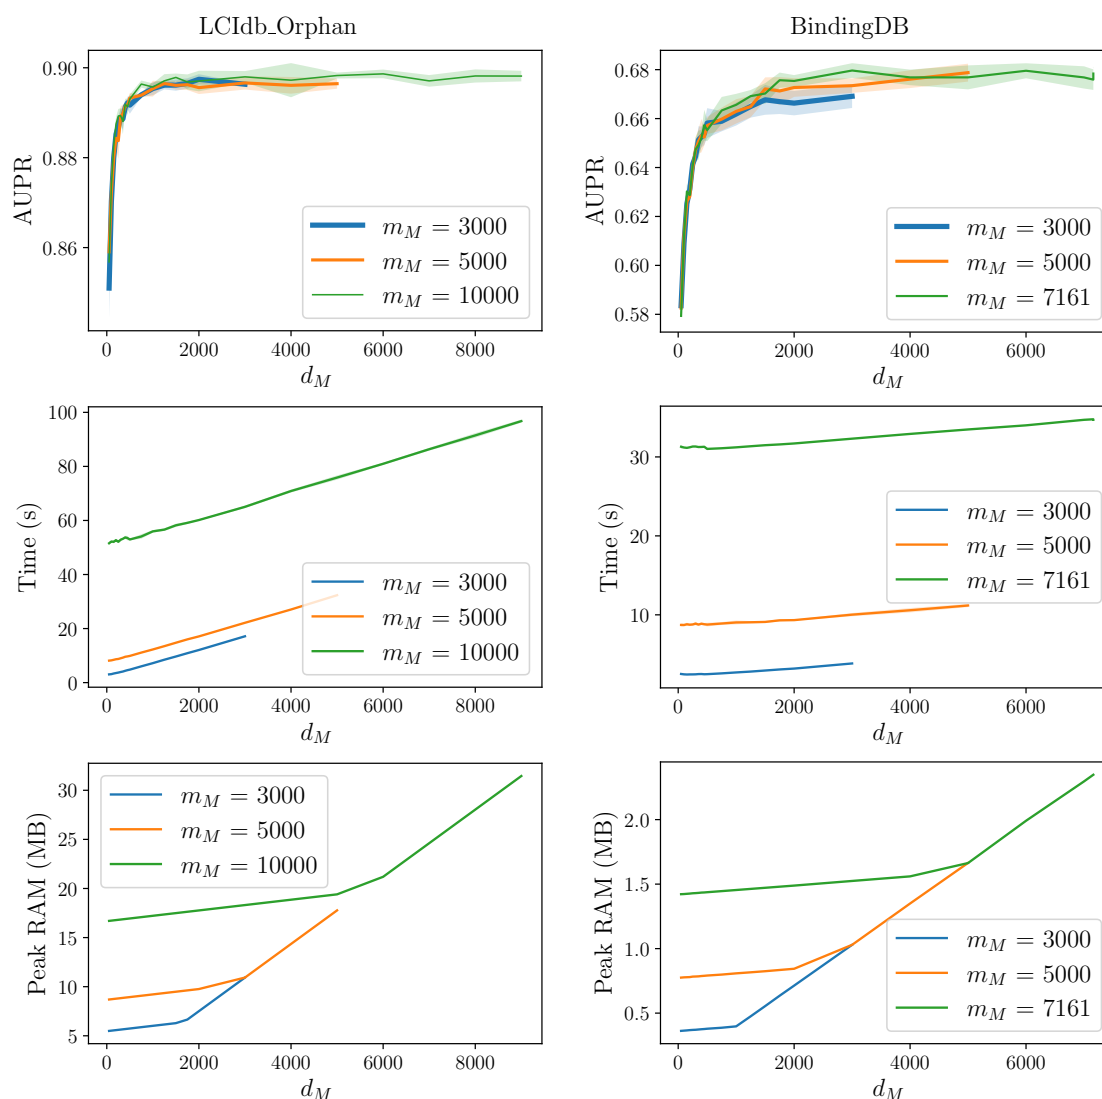 LCIdb_Orphan
0.90
0.88
0.86
AUPR
m_M = 3000
m_M = 5000
m_M = 10000
0 2000 4000 6000 8000
d_M
BindingDB
0.68
0.66
0.64
0.62
0.60
0.58
AUPR
m_M = 3000
m_M = 5000
m_M = 7161
0 2000 4000 6000
d_M
100
80
60
40
20
0
Time (s)
m_M = 3000
m_M = 5000
m_M = 10000
0 2000 4000 6000 8000
d_M
30
20
10
Time (s)
m_M = 3000
m_M = 5000
m_M = 7161
0 2000 4000 6000
d_M
30
25
20
15
10
5
Peak RAM (MB)
m_M = 3000
m_M = 5000
m_M = 10000
0 2000 4000 6000 8000
d_M
2.0
1.5
1.0
0.5
Peak RAM (MB)
m_M = 3000
m_M = 5000
m_M = 7161
0 2000 4000 6000
d_M